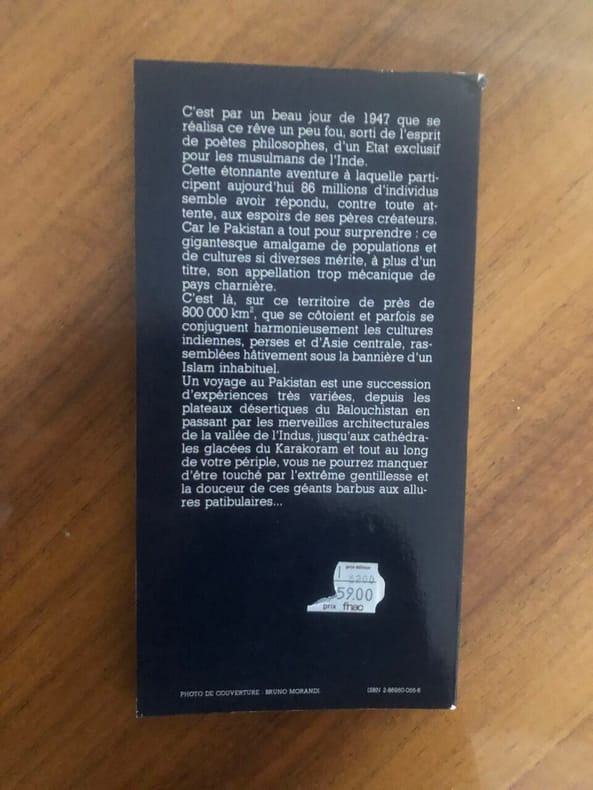 C'est par un beau jour de 1947 que se
réalisa ce rêve un peu fou, sorti de l'esprit
de poètes philosophes, d'un Etat exclusif
pour les musulmans de l'Inde.
Cette étonnante aventure à laquelle parti-
cipent aujourd'hui 86 millions d'individus
semble avoir répondu, contre toute at-
tente, aux espoirs de ses pères créateurs.
Car le Pakistan a tout pour surprendre : ce
gigantesque amalgame de populations et
de cultures si diverses mérite, à plus d'un
titre, son appellation trop mécanique de
pays charnière.
C'est là, sur ce territoire de près de
800 000 km², que se côtoient et parfois se
conjuguent harmonieusement les cultures
indiennes, perses et d'Asie centrale, ras-
semblées hâtivement sous la bannière d'un
Islam inhabituel.
Un voyage au Pakistan est une succession
d'expériences très variées, depuis les
plateaux désertiques du Balouchistan en
passant par les merveilles architecturales
de la vallée de l'Indus, jusqu'aux cathédra-
les glacées du Karakoram et tout au long
de votre périple, vous ne pourrez manquer
d'être touché par l'extrême gentillesse et
la douceur de ces géants barbus aux allu-
res patibulaires...
prix éditeur
59.00
prix fnac
PHOTO DE COUVERTURE : BRUNO MORANDI
ISBN 2-86960-066-6